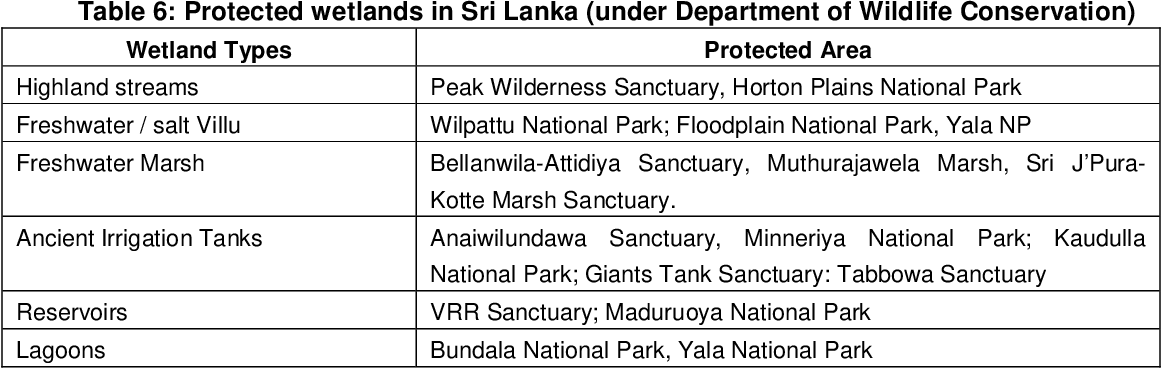 Table 6: Protected wetlands in Sri Lanka (under Department of Wildlife Conservation)
Wetland Types Protected Area
Highland streams Peak Wilderness Sanctuary, Horton Plains National Park
Freshwater / salt Villu Wilpattu National Park; Floodplain National Park, Yala NP
Freshwater Marsh Bellanwila-Attidiya Sanctuary, Muthurajawela Marsh, Sri J’Pura-
Kotte Marsh Sanctuary.
Ancient Irrigation Tanks Anaiwilundawa Sanctuary, Minneriya National Park; Kaudulla
National Park; Giants Tank Sanctuary: Tabbowa Sanctuary
Reservoirs VRR Sanctuary; Maduruoya National Park
Lagoons Bundala National Park, Yala National Park